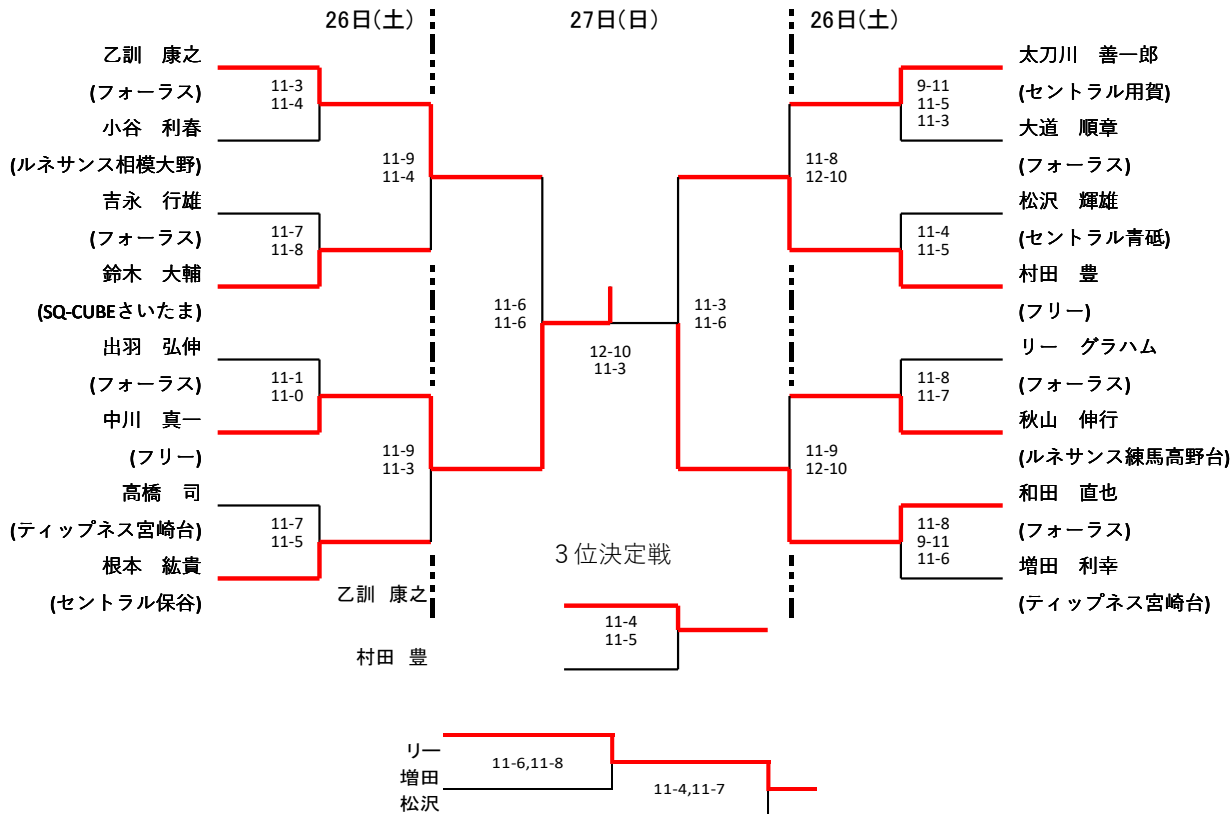 26日(土)
27日(日)
26日(土)
乙訓　康之
(フォーラス)
小谷　利春
(ルネサンス相模大野)
吉永　行雄
(フォーラス)
鈴木　大輔
(SQ-CUBEさいたま)
出羽　弘伸
(フォーラス)
中川　真一
(フリー)
高橋　司
(ティップネス宮崎台)
根本　紘貴
(セントラル保谷)
11-3
11-4
11-7
11-8
11-1
11-0
11-7
11-5
11-9
11-4
11-9
11-3
11-6
11-6
12-10
11-3
11-3
11-6
11-8
12-10
11-9
12-10
9-11
11-5
11-3
11-4
11-5
11-8
11-7
11-8
9-11
11-6
太刀川　善一郎
(セントラル用賀)
大道　順章
(フォーラス)
松沢　輝雄
(セントラル青砥)
村田　豊
(フリー)
リー　グラハム
(フォーラス)
秋山　伸行
(ルネサンス練馬高野台)
和田　直也
(フォーラス)
増田　利幸
(ティップネス宮崎台)
３位決定戦
乙訓　康之
11-4
11-5
村田　豊
リー
11-6,11-8
増田
11-4,11-7
松沢